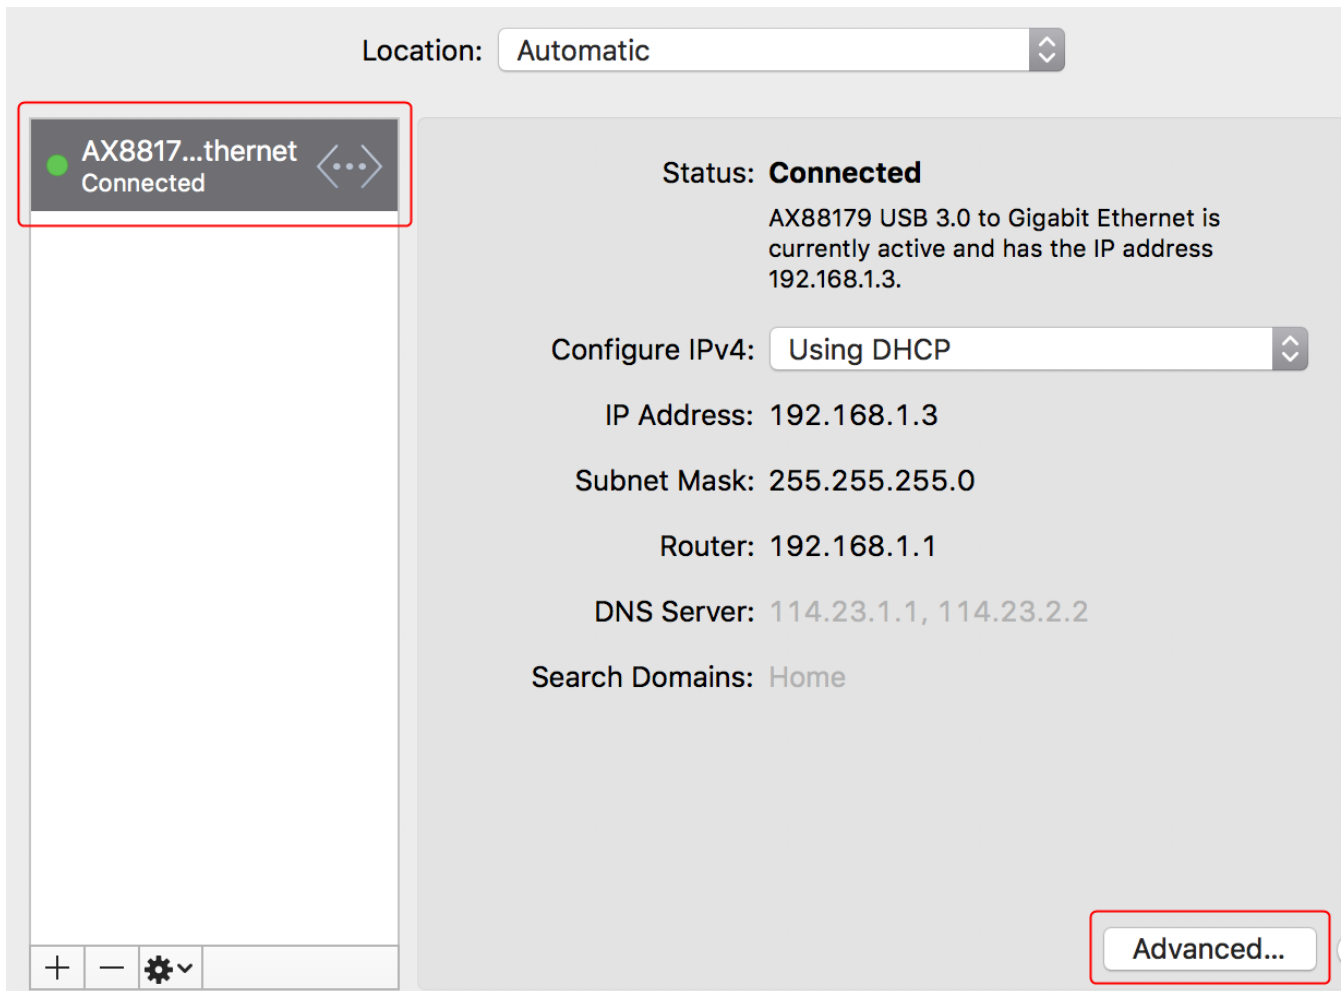 Location: Automatic
AX8817...thernet
Connected
Status: Connected
AX88179 USB 3.0 to Gigabit Ethernet is
currently active and has the IP address
192.168.1.3.
Configure IPv4: Using DHCP
IP Address: 192.168.1.3
Subnet Mask: 255.255.255.0
Router: 192.168.1.1
DNS Server: 114.23.1.1, 114.23.2.2
Search Domains: Home
Advanced...